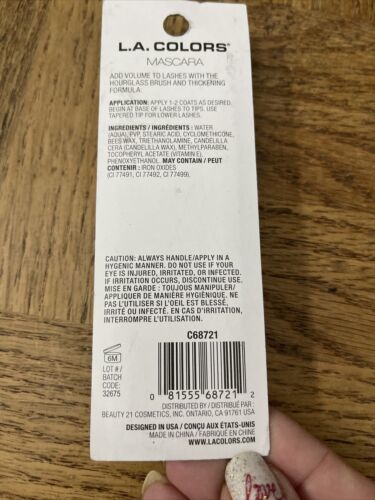 L.A. COLORS®
MASCARA
ADD VOLUME TO LASHES WITH THE
HOURGLASS BRUSH AND THICKENING
FORMULA.
APPLICATION: APPLY 1-2 COATS AS DESIRED.
BEGIN AT BASE OF LASHES TO TIPS. USE
TAPERED TIP FOR LOWER LASHES.
INGREDIENTS / INGRÉDIENTS: WATER
(AQUA), PVP, STEARIC ACID, CYCLOMETHICONE,
BEES WAX, TRIETHANOLAMINE, CANDELILLA
CERA (CANDELILLA WAX), METHYLPARABEN,
TOCOPHERYL ACETATE (VITAMIN E),
PHENOXYETHANOL. MAY CONTAIN / PEUT
CONTENIR : IRON OXIDES
(CI 77491, CI 77492, CI 77499).
CAUTION: ALWAYS HANDLE/APPLY IN A
HYGENIC MANNER. DO NOT USE IF YOUR
EYE IS INJURED, IRRITATED, OR INFECTED.
IF IRRITATION OCCURS, DISCONTINUE USE.
MISE EN GARDE : TOUJOUS MANIPULER/
APPLIQUER DE MANIÈRE HYGIÉNIQUE. NE
PAS L'UTILISER SI L'OEIL EST BLESSÉ,
IRRITÉ OU INFECTÉ. EN CAS D'IRRITATION,
INTERROMPRE L'UTILISATION.
C68721
6M
LOT # /
BATCH
CODE:
32675
0 81555 68721 2
DISTRIBUTED BY / DISTRIBUÉ PAR :
BEAUTY 21 COSMETICS, INC. ONTARIO, CA 91761 USA
DESIGNED IN USA / CONÇU AUX ÉTATS-UNIS
MADE IN CHINA / FABRIQUÉ EN CHINE
WWW.LACOLORS.COM
love